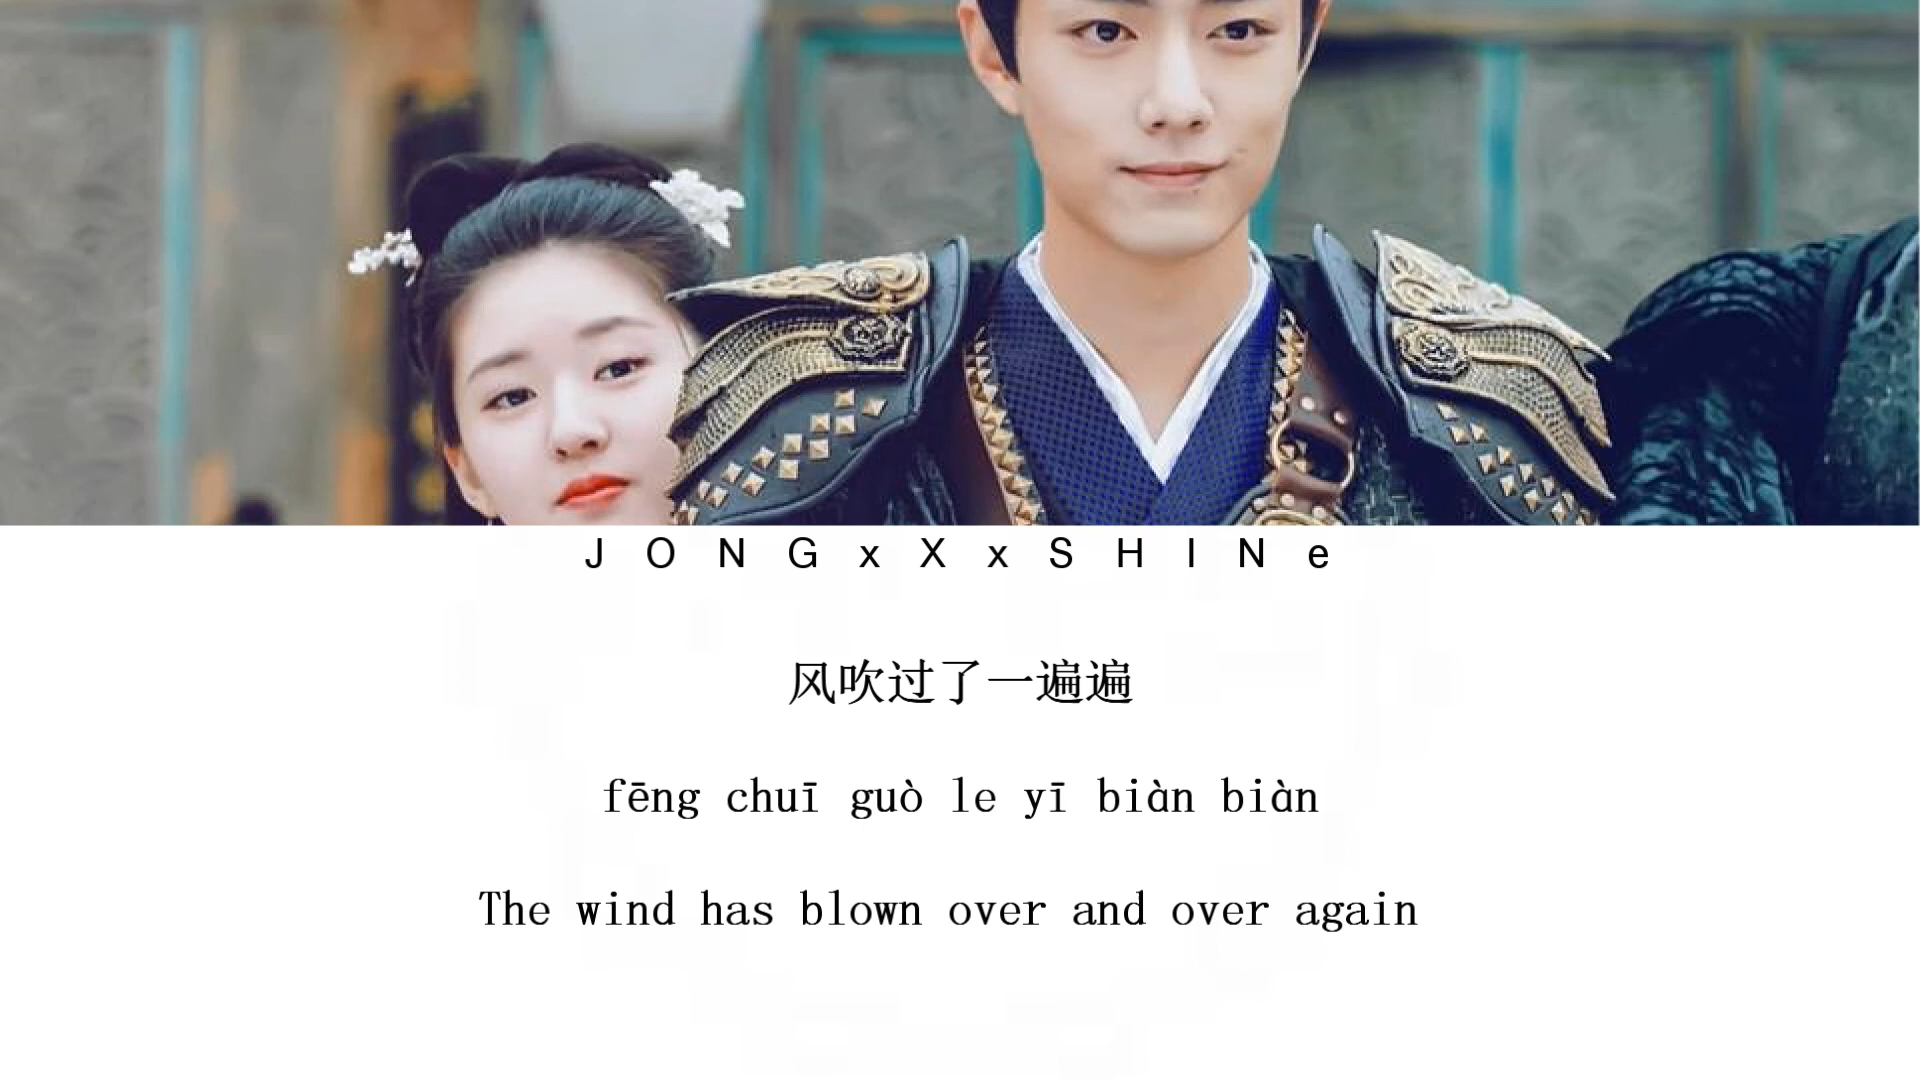 J O N G x X x S H I N e
风吹过了一遍遍
fēng chuī guò le yī biàn biàn
The wind has blown over and over again